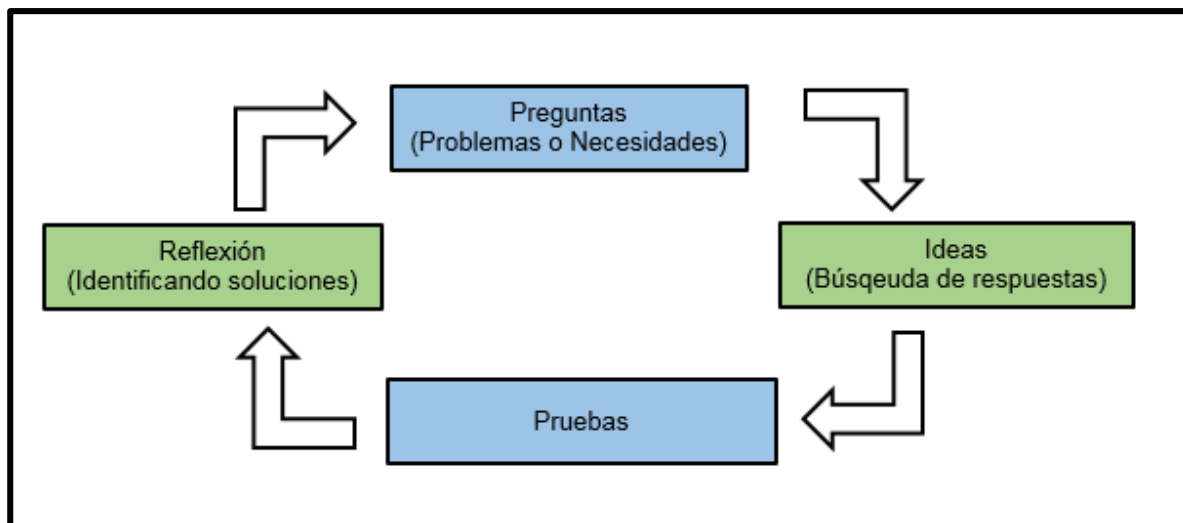 Preguntas
(Problemas o Necesidades)
Reflexión
(Identificando soluciones)
Ideas
(Búsqeuda de respuestas)
Pruebas